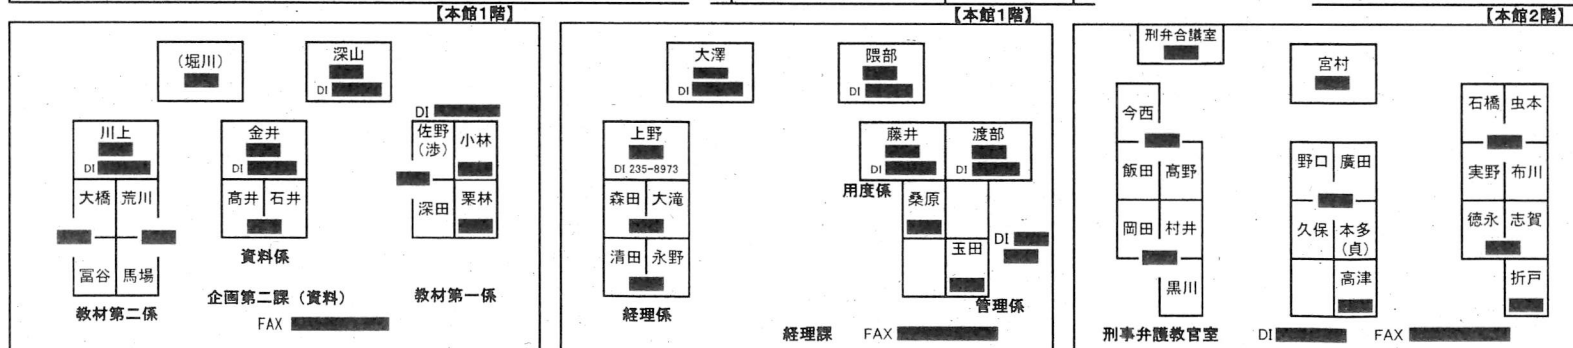 【本館1階】
(堀川)
深山
DI
DI
川上
DI
金井
DI
佐野
(渉)
小林
大橋 荒川
髙井 石井
深田
栗林
冨谷 馬場
資料係
教材第二係
企画第二課(資料)
教材第一係
FAX
【本館1階】
大澤
DI
隈部
DI
上野
DI 235-8973
藤井
DI
渡部
DI
森田 大滝
用度係
桑原
清田 永野
玉田
DI
経理係
管理係
経理課 FAX
【本館2階】
刑弁合議室
宮村
今西
石橋 虫本
飯田 髙野
野口 廣田
実野 布川
岡田 村井
久保 本多
(貞)
徳永 志賀
黒川
高津
折戸
刑事弁護教官室 DI FAX